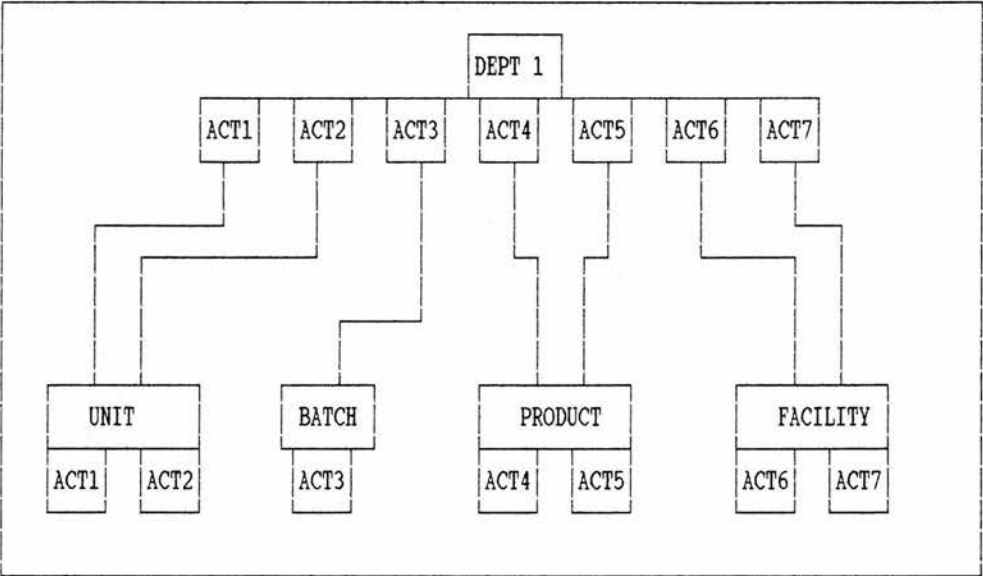 DEPT 1
ACT1 ACT2 ACT3 ACT4 ACT5 ACT6 ACT7
UNIT BATCH PRODUCT FACILITY
ACT1 ACT2 ACT3 ACT4 ACT5 ACT6 ACT7